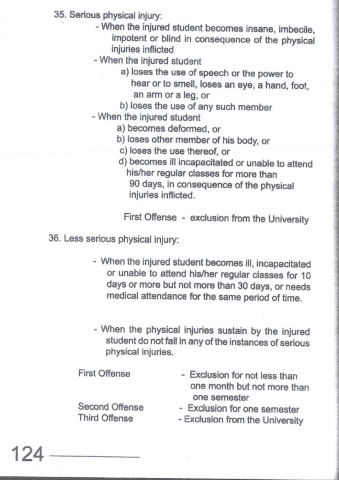 35. Serious physical injury:
- When the injured student becomes insane, imbecile,
impotent or blind in consequence of the physical
injuries inflicted
- When the injured student
a) loses the use of speech or the power to
hear or to smell, loses an eye, a hand, foot,
an arm or a leg, or
b) loses the use of any such member
- When the injured student
a) becomes deformed, or
b) loses other member of his body, or
c) loses the use thereof, or
d) becomes ill incapacitated or unable to attend
his/her regular classes for more than
90 days, in consequence of the physical
injuries inflicted.
First Offense - exclusion from the University
36. Less serious physical injury:
- When the injured student becomes ill, incapacitated
or unable to attend his/her regular classes for 10
days or more but not more than 30 days, or needs
medical attendance for the same period of time.
- When the physical injuries sustain by the injured
student do not fall in any of the instances of serious
physical injuries.
First Offense - Exclusion for not less than
one month but not more than
one semester
Second Offense - Exclusion for one semester
Third Offense - Exclusion from the University
124